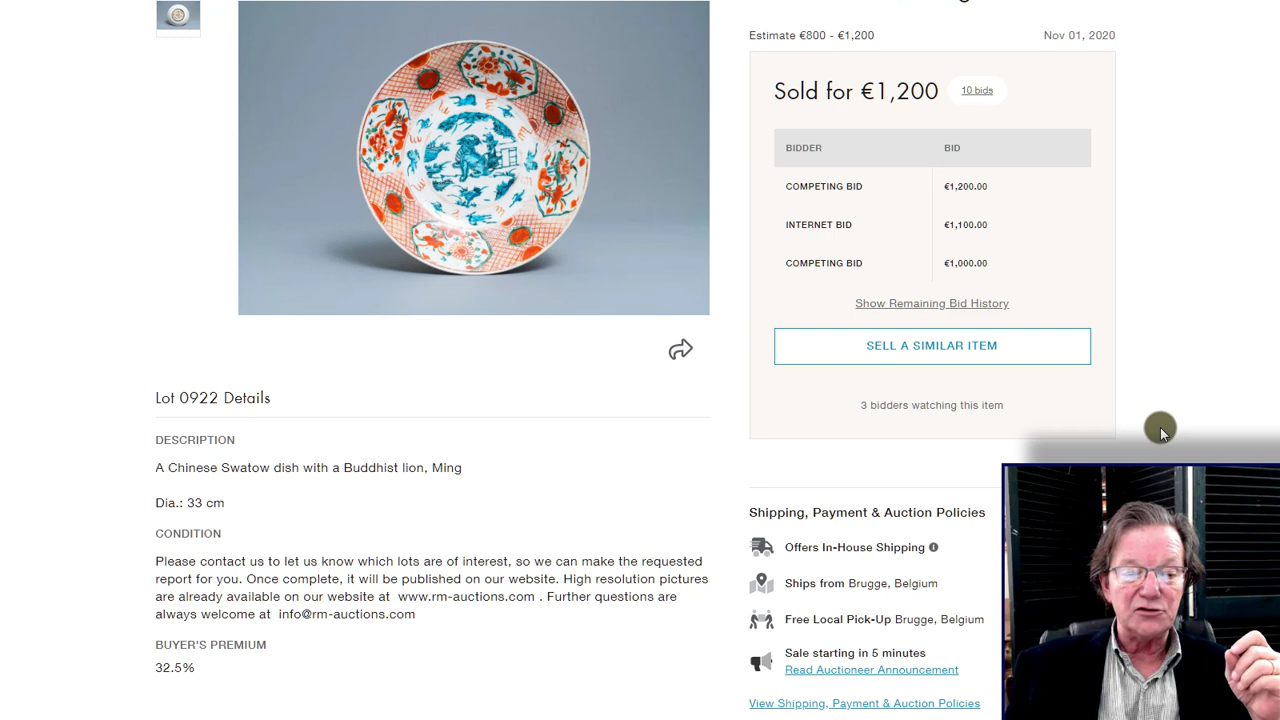 Estimate €800 - €1,200
Nov 01, 2020
Sold for €1,200
10 bids
BIDDER
BID
COMPETING BID
€1,200.00
INTERNET BID
€1,100.00
COMPETING BID
€1,000.00
Show Remaining Bid History
SELL A SIMILAR ITEM
3 bidders watching this item
Lot 0922 Details
DESCRIPTION
A Chinese Swatow dish with a Buddhist lion, Ming
Dia.: 33 cm
CONDITION
Please contact us to let us know which lots are of interest, so we can make the requested
report for you. Once complete, it will be published on our website. High resolution pictures
are already available on our website at www.rm-auctions.com . Further questions are
always welcome at info@rm-auctions.com
BUYER'S PREMIUM
32.5%
Shipping, Payment & Auction Policies
Offers In-House Shipping
Ships from Brugge, Belgium
Free Local Pick-Up Brugge, Belgium
Sale starting in 5 minutes
Read Auctioneer Announcement
View Shipping, Payment & Auction Policies